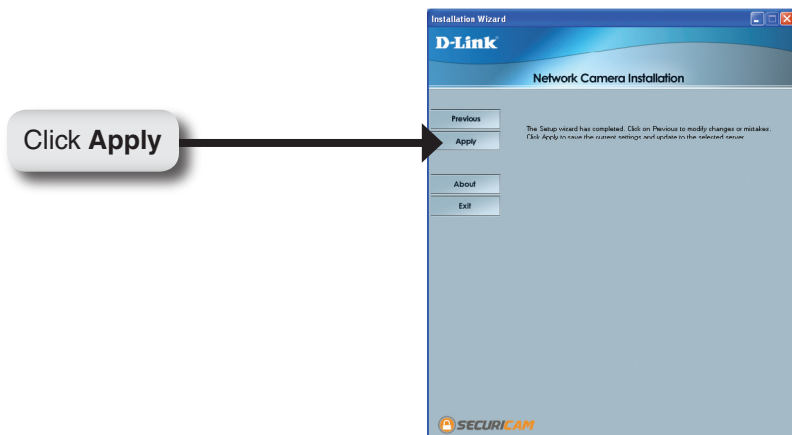 Installation Wizard
D-Link
Network Camera Installation
Click Apply
Previous
Apply
About
Exit
The Setup wizard has completed. Click on Previous to modify changes or mistakes.
Click Apply to save the current settings and update to the selected server.
SECURICAM